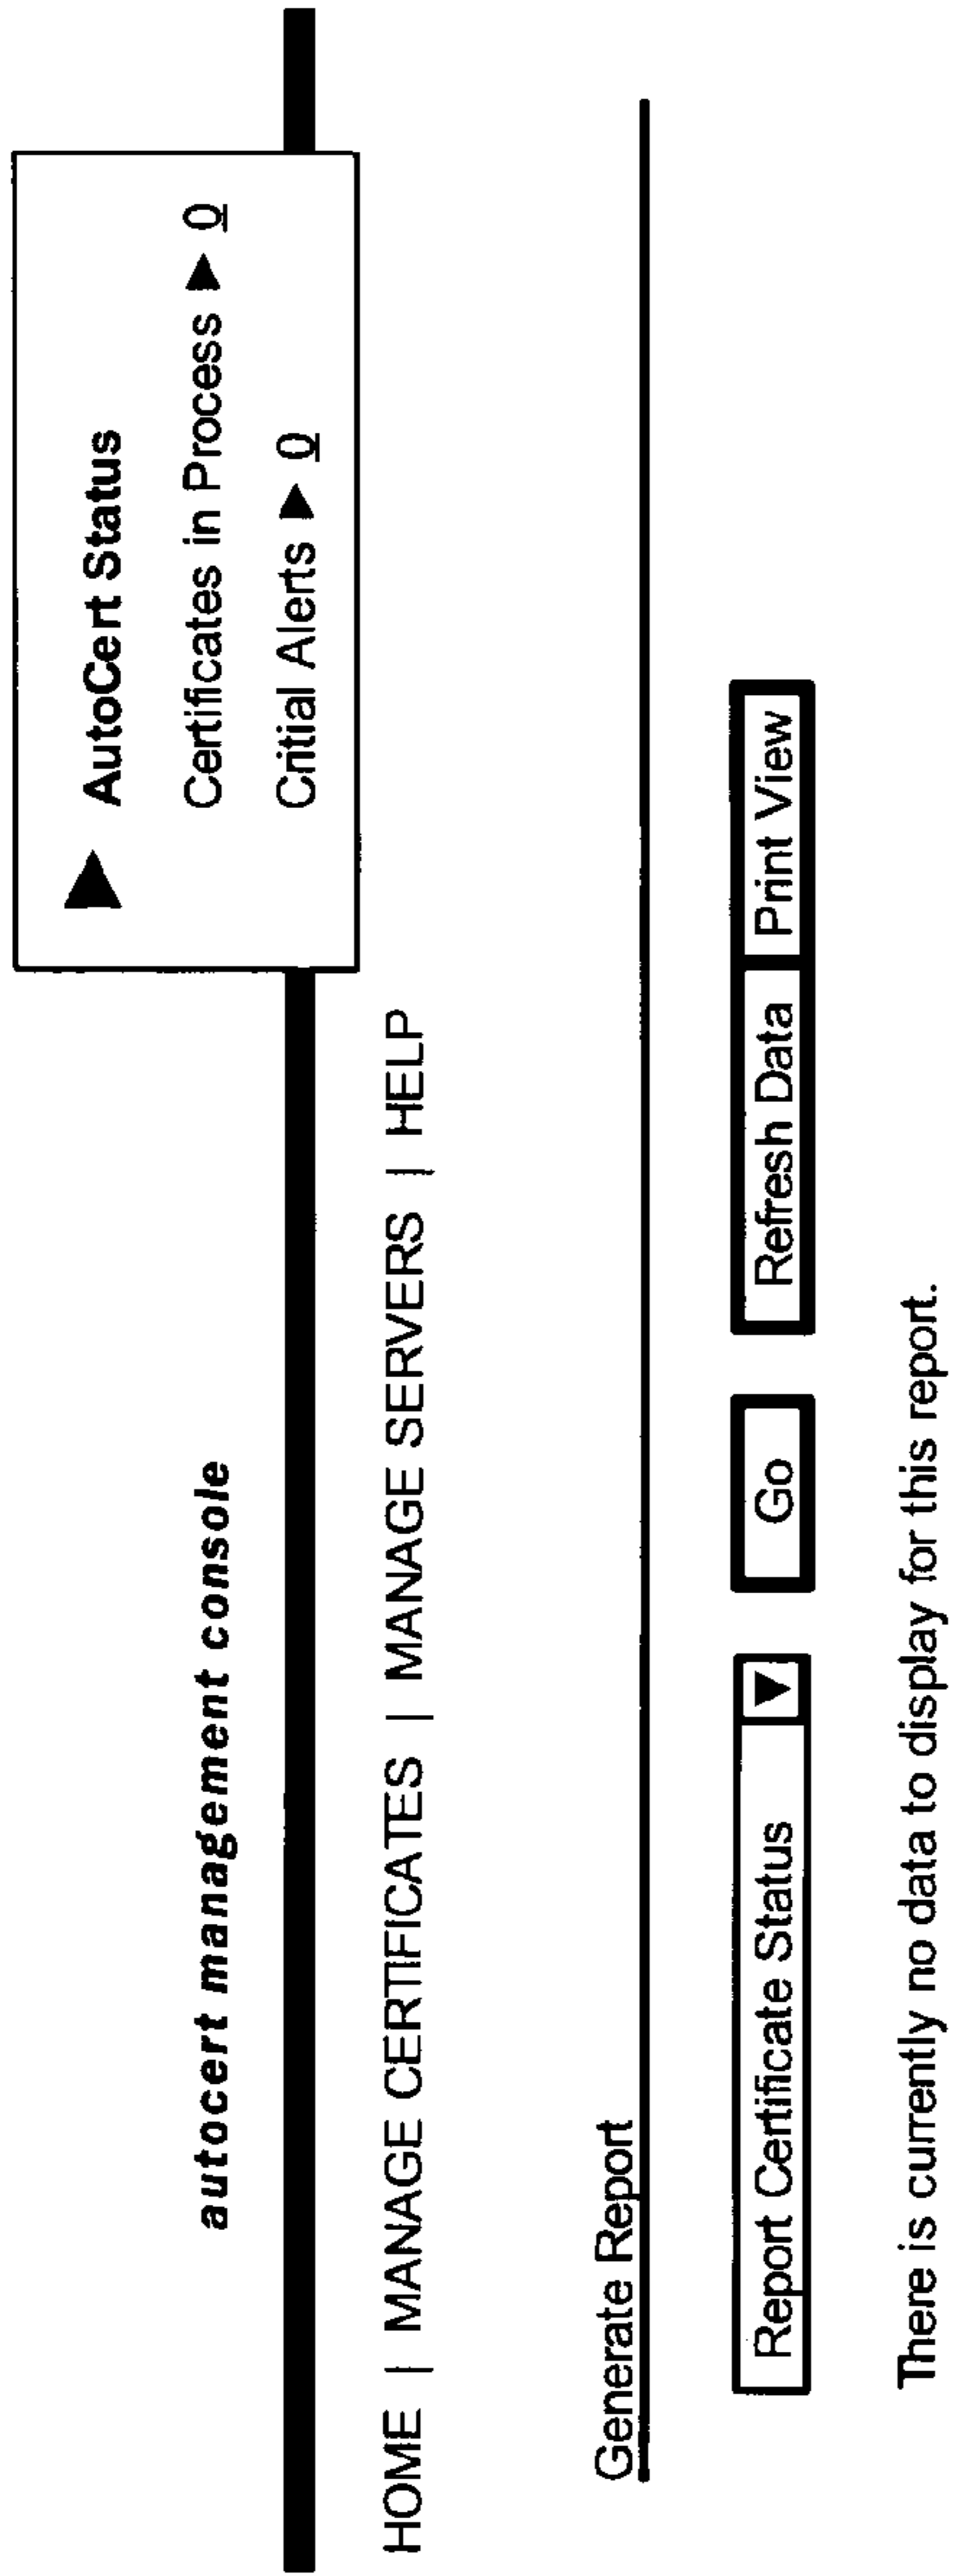 AutoCert Status
Certificates in Process ▶ 0
Critial Alerts ▶ 0
autocert management console
HOME | MANAGE CERTIFICATES | MANAGE SERVERS | HELP
Generate Report
Report Certificate Status ▼ Go Refresh Data Print View
There is currently no data to display for this report.